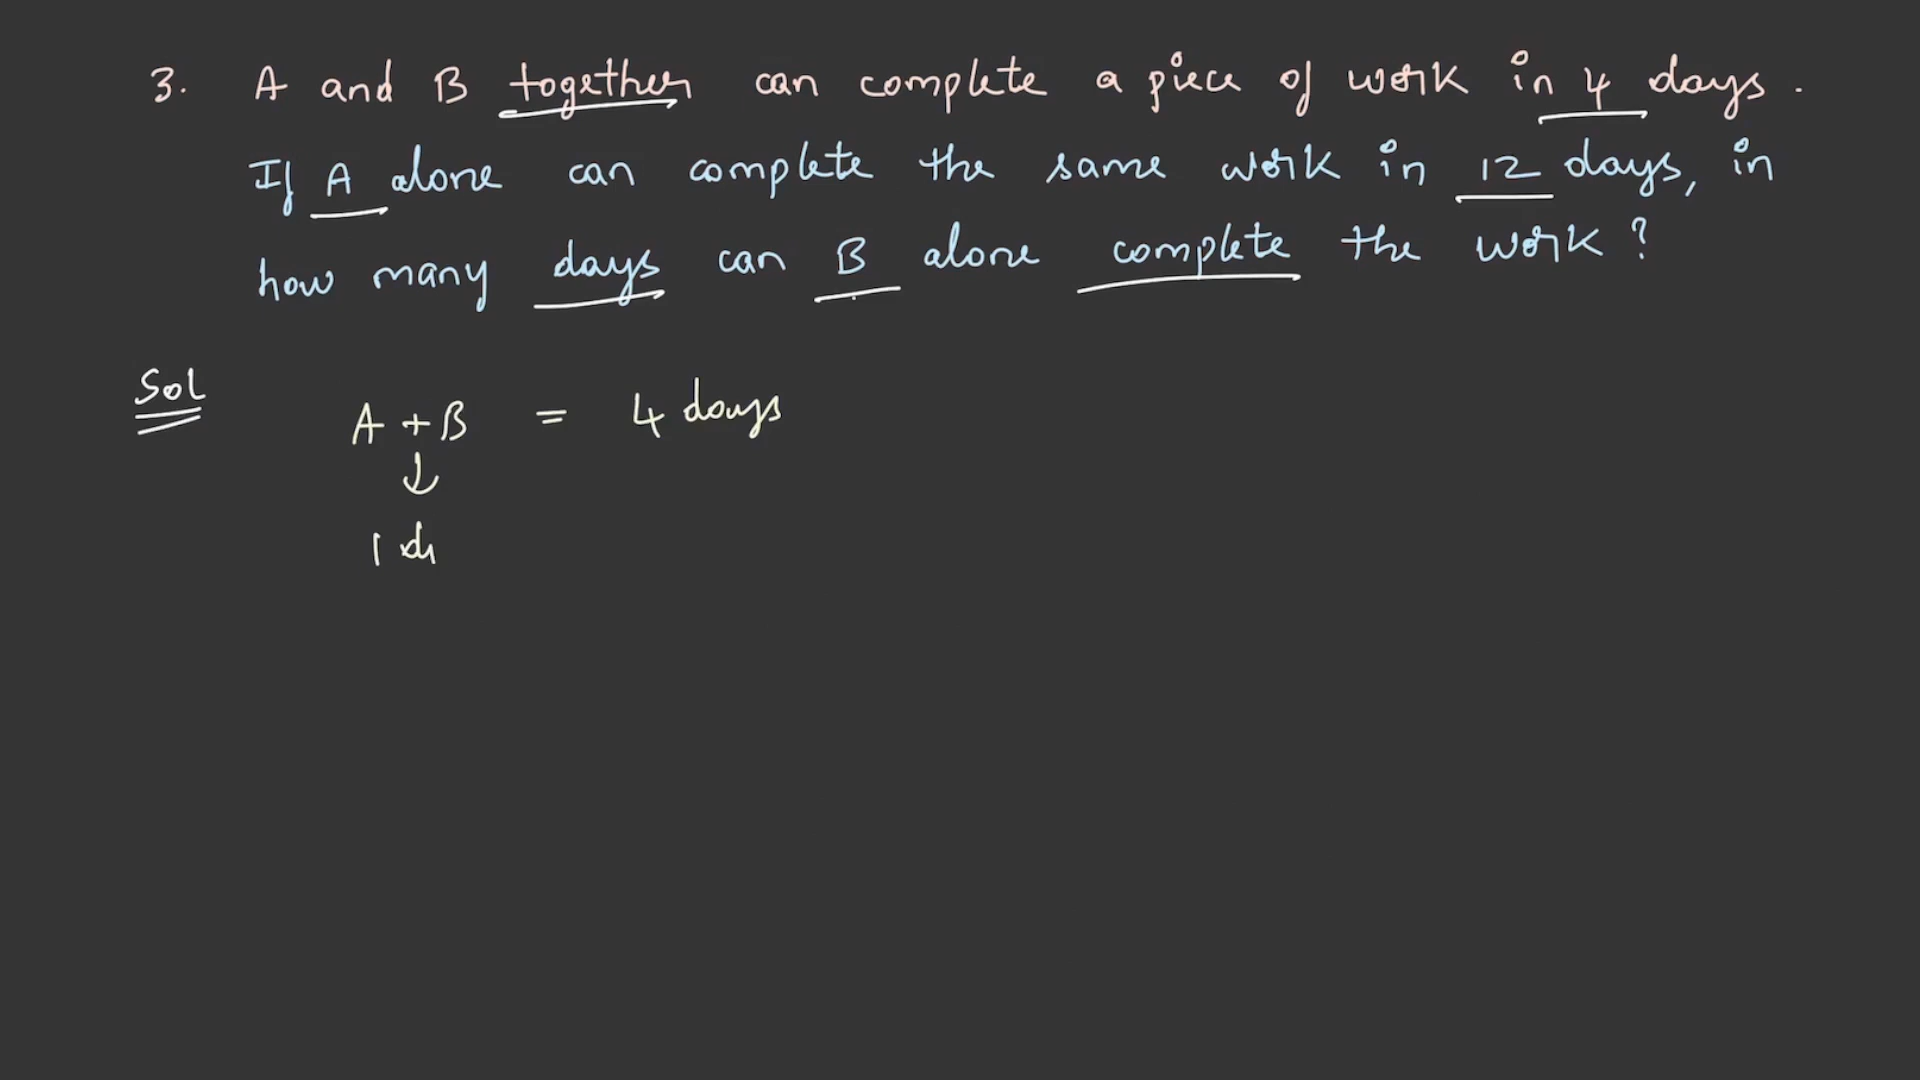 3. A and B together can complete a piece of work in 4 days.
If A alone can complete the same work in 12 days, in
how many days can B alone complete the work?
Sol
A + B = 4 days
↓
1 d